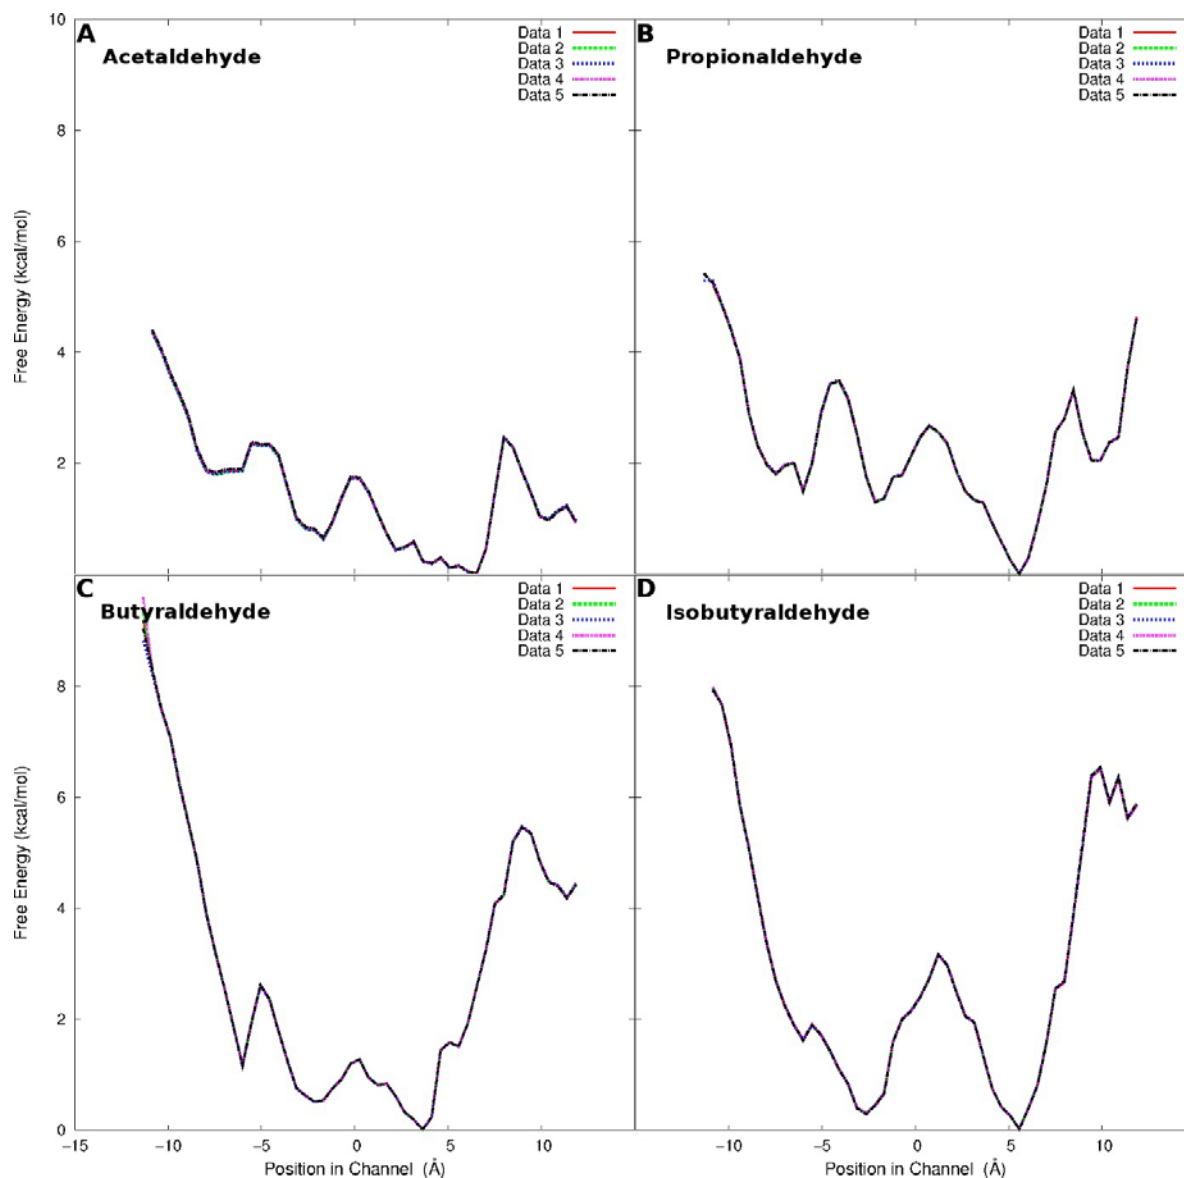 A
Acetaldehyde
Data 1
Data 2
Data 3
Data 4
Data 5
B
Propionaldehyde
Data 1
Data 2
Data 3
Data 4
Data 5
10
8
6
4
2
Free Energy (kcal/mol)
C
Butyraldehyde
Data 1
Data 2
Data 3
Data 4
Data 5
D
Isobutyraldehyde
Data 1
Data 2
Data 3
Data 4
Data 5
8
6
4
2
0
Free Energy (kcal/mol)
−15 −10 −5 0 5 10
−10 −5 0 5 10
Position in Channel (Å)
Position in Channel (Å)